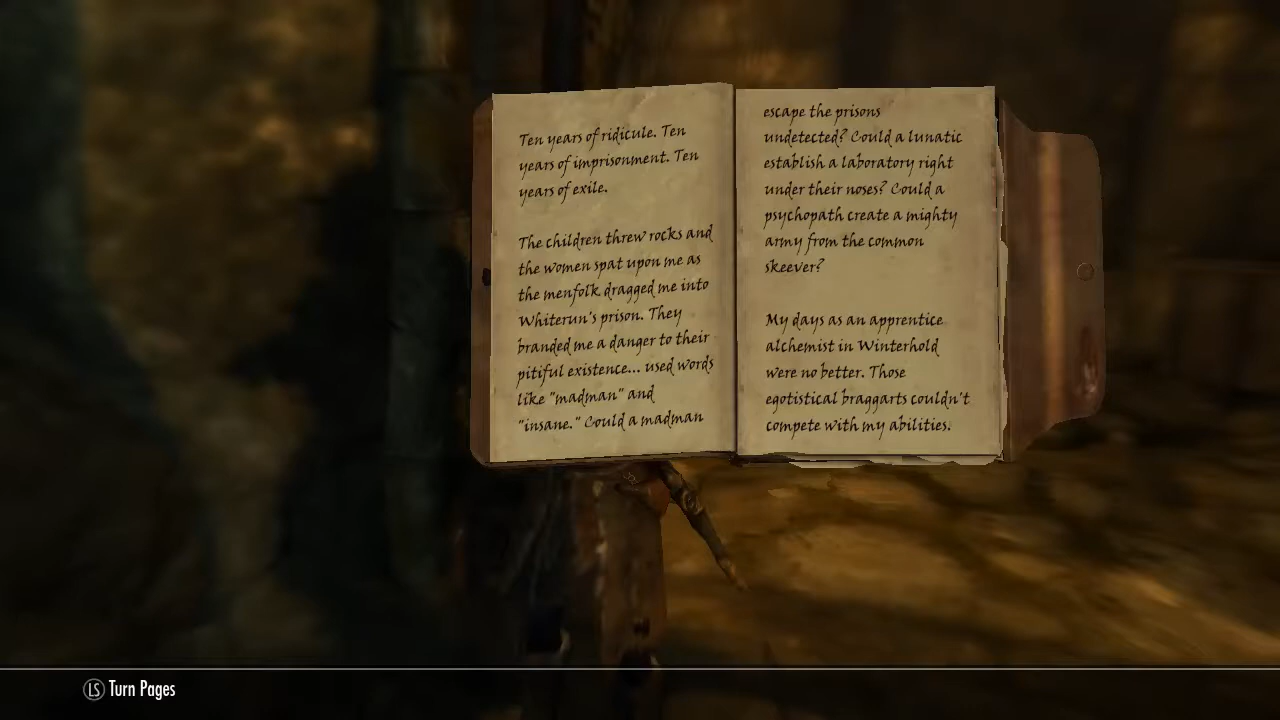 Ten years of ridicule. Ten
years of imprisonment. Ten
years of exile.
The children threw rocks and
the women spat upon me as
the menfolk dragged me into
Whiterun's prison. They
branded me a danger to their
pitiful existence... used words
like "madman" and
"insane." Could a madman
escape the prisons
undetected? Could a lunatic
establish a laboratory right
under their noses? Could a
psychopath create a mighty
army from the common
skeever?
My days as an apprentice
alchemist in Winterhold
were no better. Those
egotistical braggarts couldn't
compete with my abilities.
LS Turn Pages